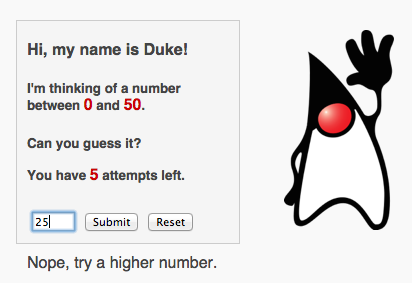 Hi, my name is Duke!
I'm thinking of a number
between 0 and 50.
Can you guess it?
You have 5 attempts left.
25 Submit Reset
Nope, try a higher number.